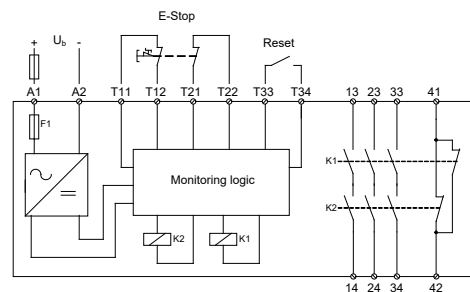 E-Stop
+ Ub - Reset
A1 A2 T11 T12 T21 T22 T33 T34 13 23 33 41
F1
K1
Monitoring logic
K2
K2 K1
14 24 34 42